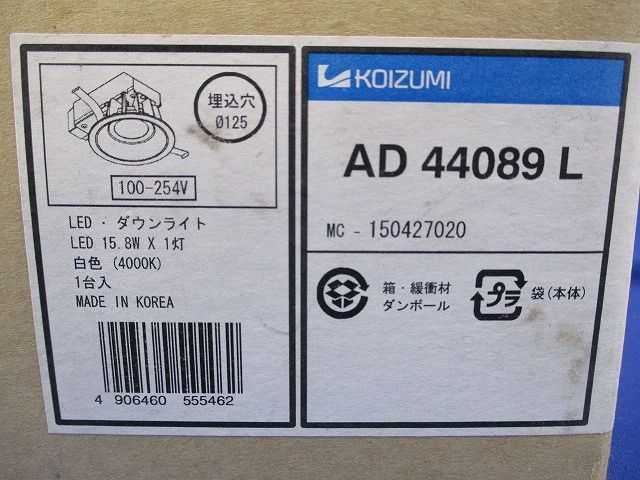 埋込穴
Ø125
100-254V
LED・ダウンライト
LED 15.8W X 1灯
白色 (4000K)
1台入
MADE IN KOREA
4 906460 555462
KOIZUMI
AD 44089 L
MC - 150427020
箱・緩衝材
ダンボール
プラ
袋(本体)